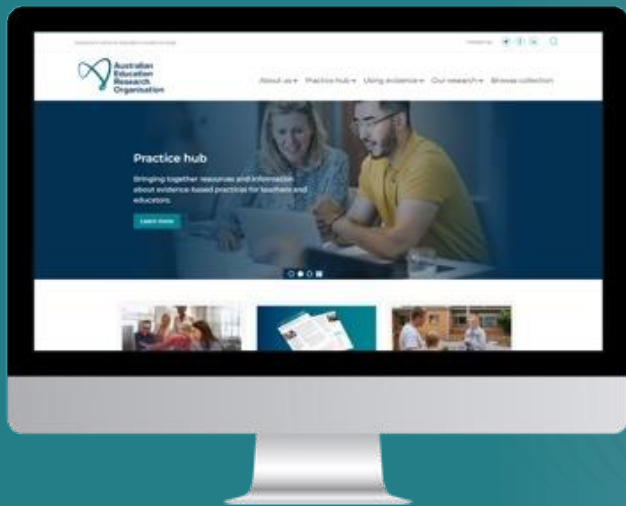 Australian
Education
Research
Organisation
About us
Practice hub
Using evidence
Our research
Browse collection
Practice hub
Bringing together resources and information
about evidence-based practices for teachers and
educators.
Learn more